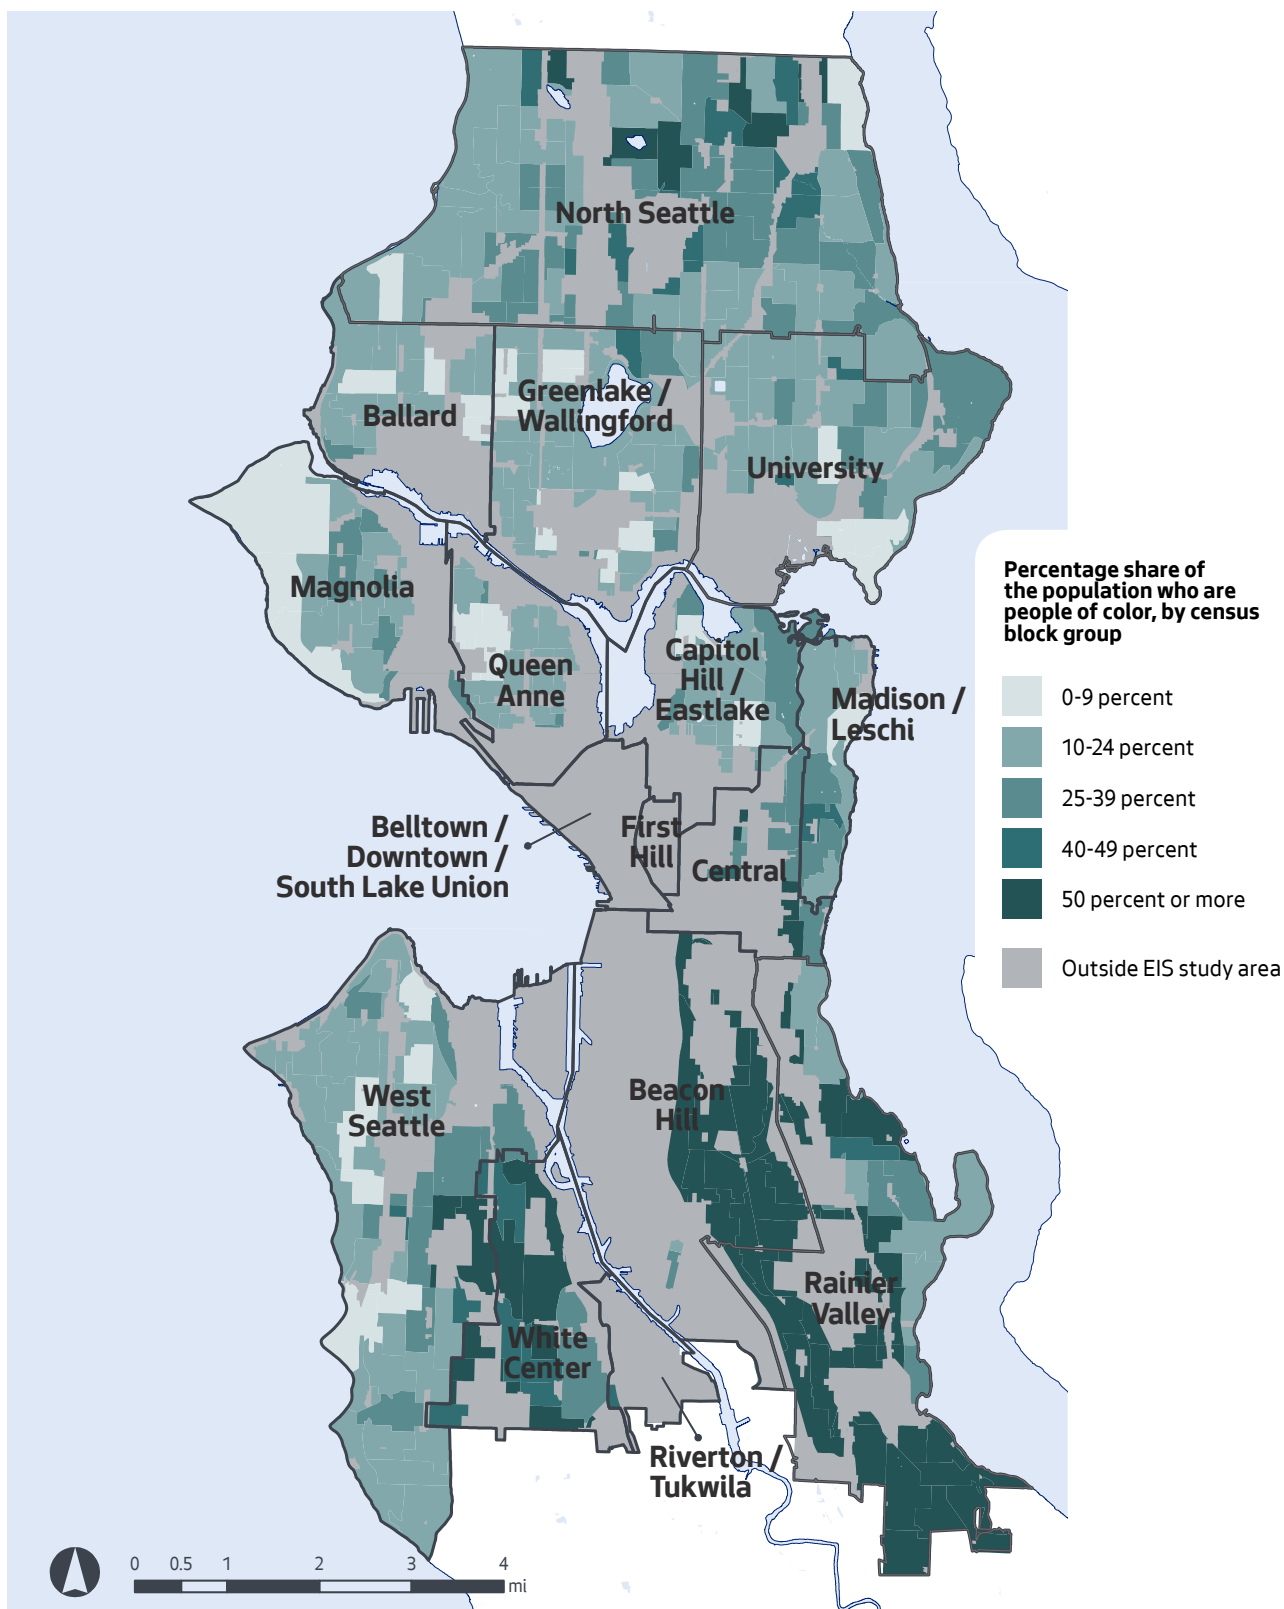 North Seattle
Ballard
Greenlake /
Wallingford
University
Magnolia
Queen
Anne
Capitol
Hill /
Eastlake
Madison /
Leschi
Belltown /
Downtown /
South Lake Union
First
Hill
Central
West
Seattle
Beacon
Hill
Rainier
Valley
White
Center
Riverton /
Tukwila
Percentage share of
the population who are
people of color, by census
block group
0-9 percent
10-24 percent
25-39 percent
40-49 percent
50 percent or more
Outside EIS study area
0 0.5 1 2 3 4
mi